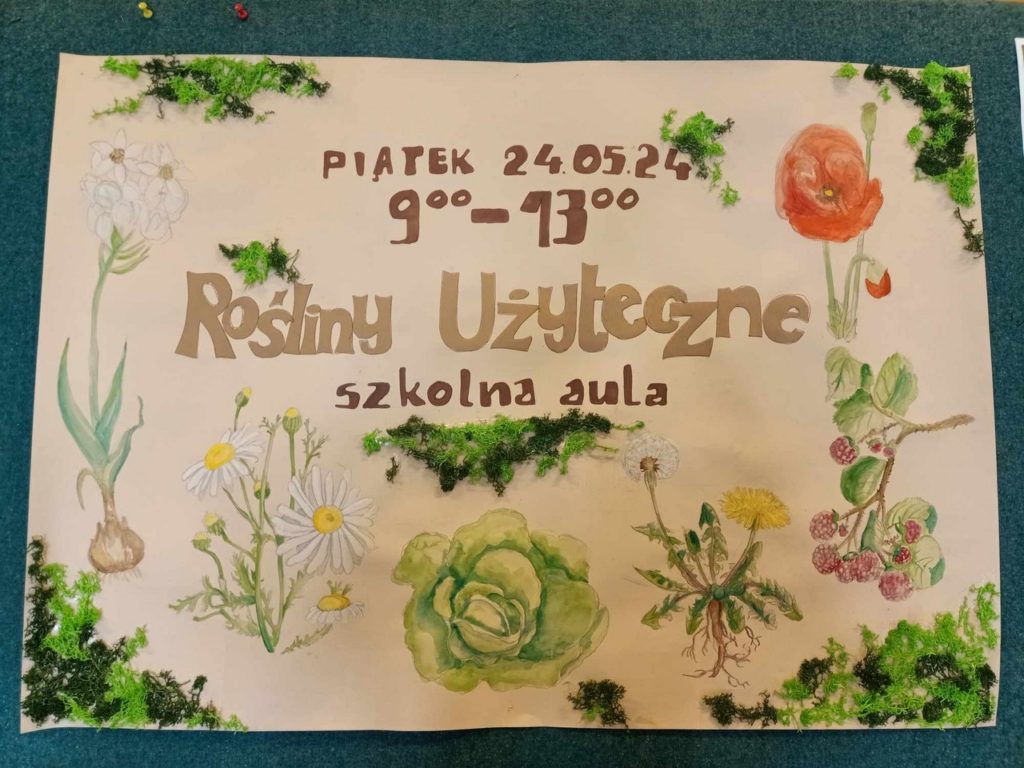 PIĄTEK 24.05.24
9⁰⁰-13⁰⁰
Rośliny Użyteczne
szkolna aula